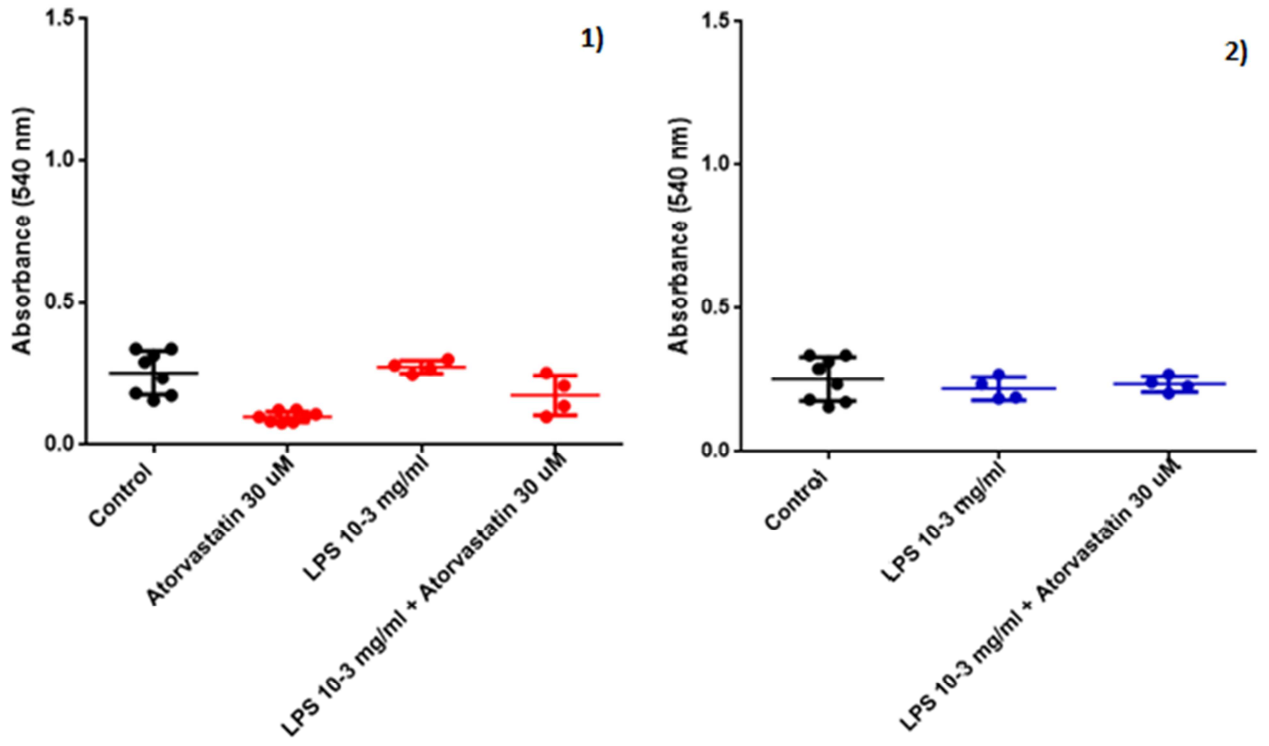 1)
Absorbance (540 nm)
1.5
1.0
0.5
0.0
Control
Atorvastatin 30 uM
LPS 10-3 mg/ml
LPS 10-3 mg/ml + Atorvastatin 30 uM
2)
Absorbance (540 nm)
1.5
1.0
0.5
0.0
Control
LPS 10-3 mg/ml
LPS 10-3 mg/ml + Atorvastatin 30 uM